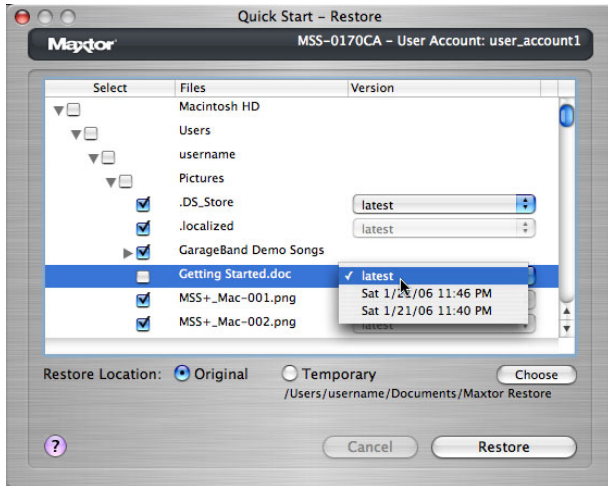 Quick Start – Restore
Maxtor MSS-0170CA – User Account: user_account1
Select Files Version
Macintosh HD
Users
username
Pictures
.DS_Store latest
.localized latest
GarageBand Demo Songs
Getting Started.doc ✓ latest
Sat 1/21/06 11:46 PM
MSS+_Mac-001.png
Sat 1/21/06 11:40 PM
MSS+_Mac-002.png latest
Restore Location: Original Temporary Choose
/Users/username/Documents/Maxtor Restore
? Cancel Restore